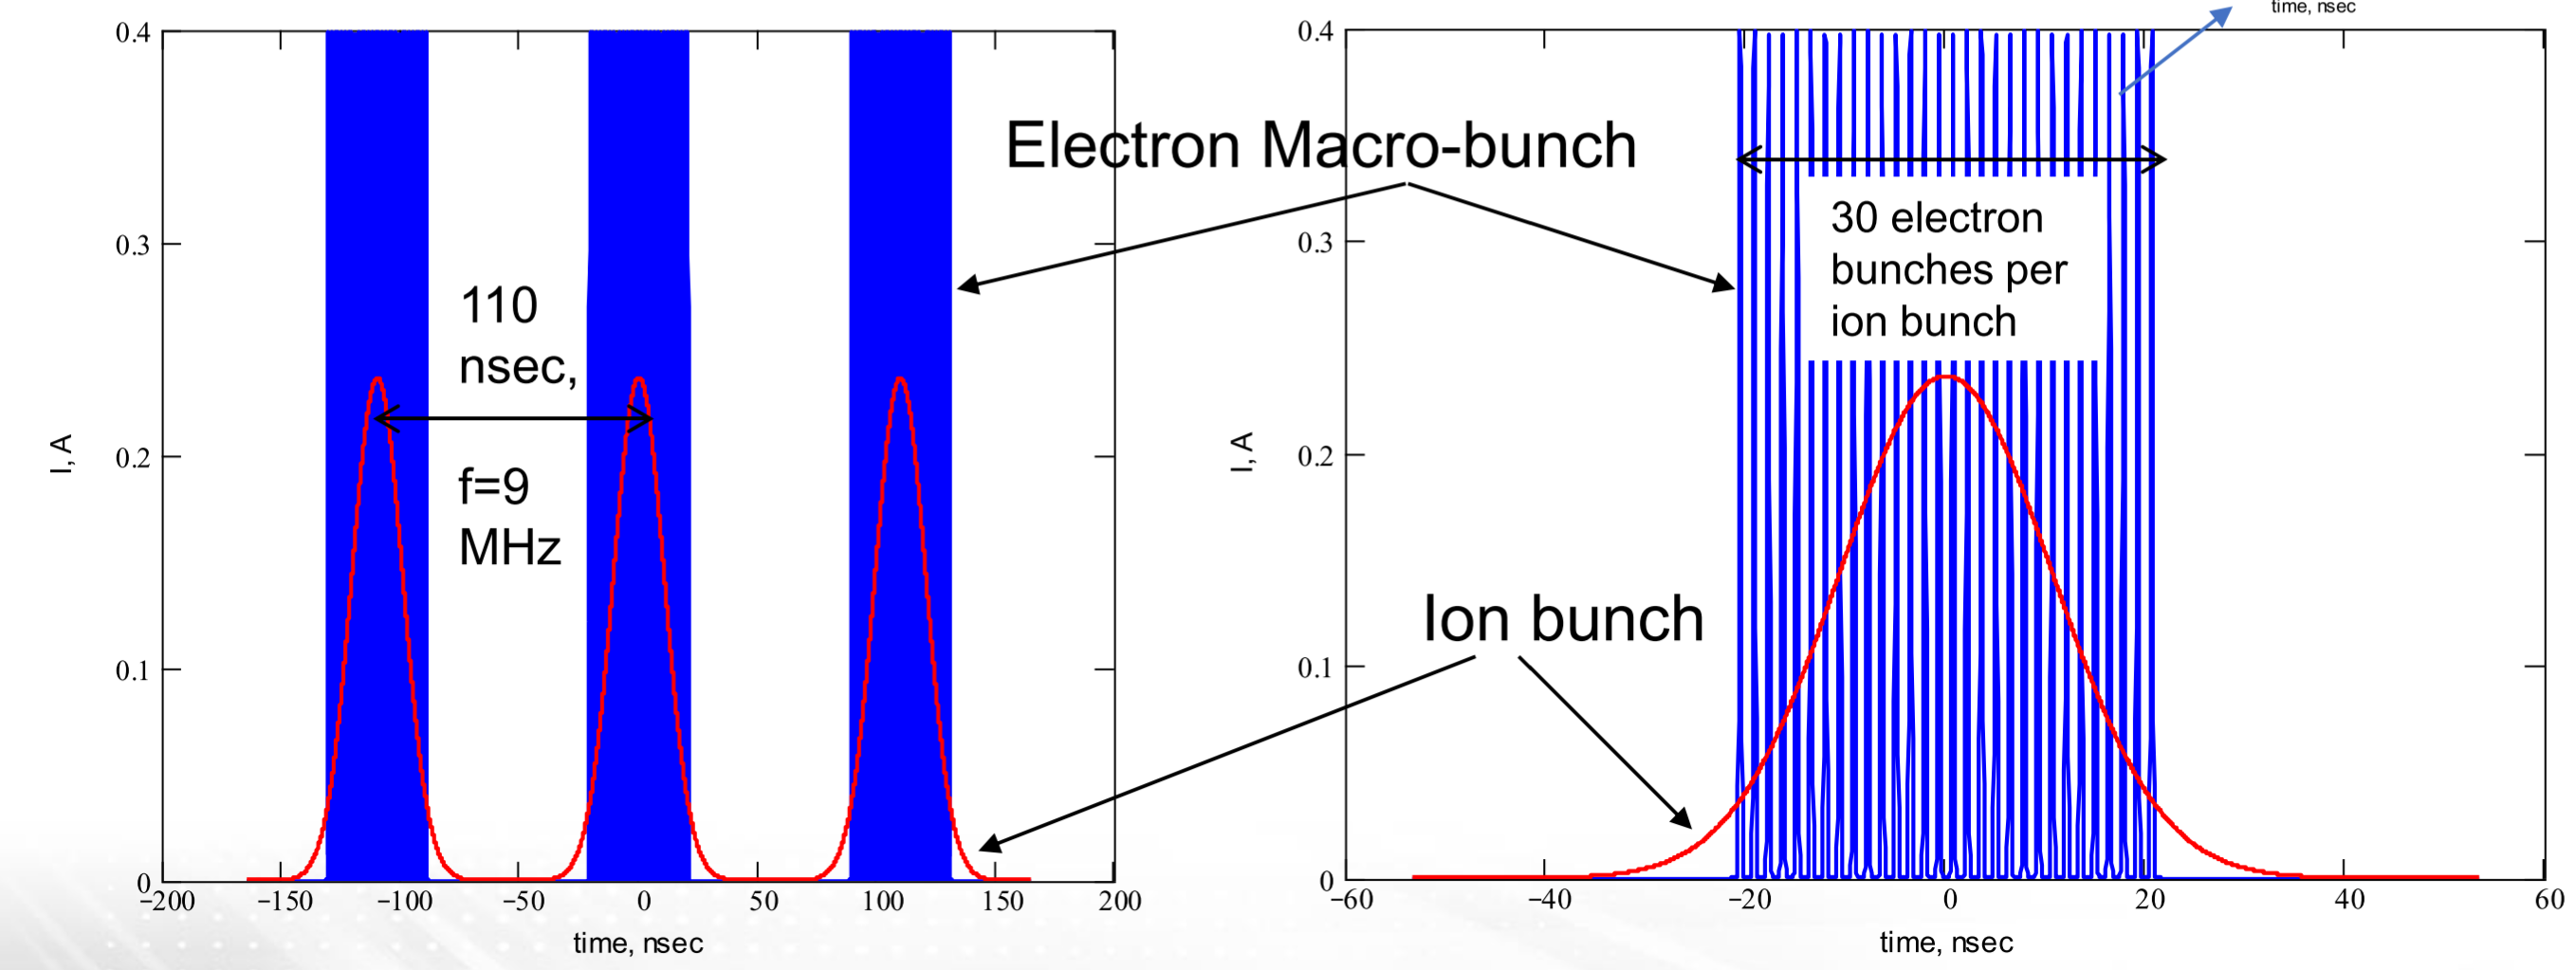 time, nsec
0.4
0.3
0.2
0.1
0
I, A
-200
-150
-100
-50
0
50
100
150
200
time, nsec
110
nsec,
f=9
MHz
Electron Macro-bunch
Ion bunch
0.4
0.3
0.2
0.1
0
I, A
-60
-40
-20
0
20
40
60
time, nsec
30 electron
bunches per
ion bunch